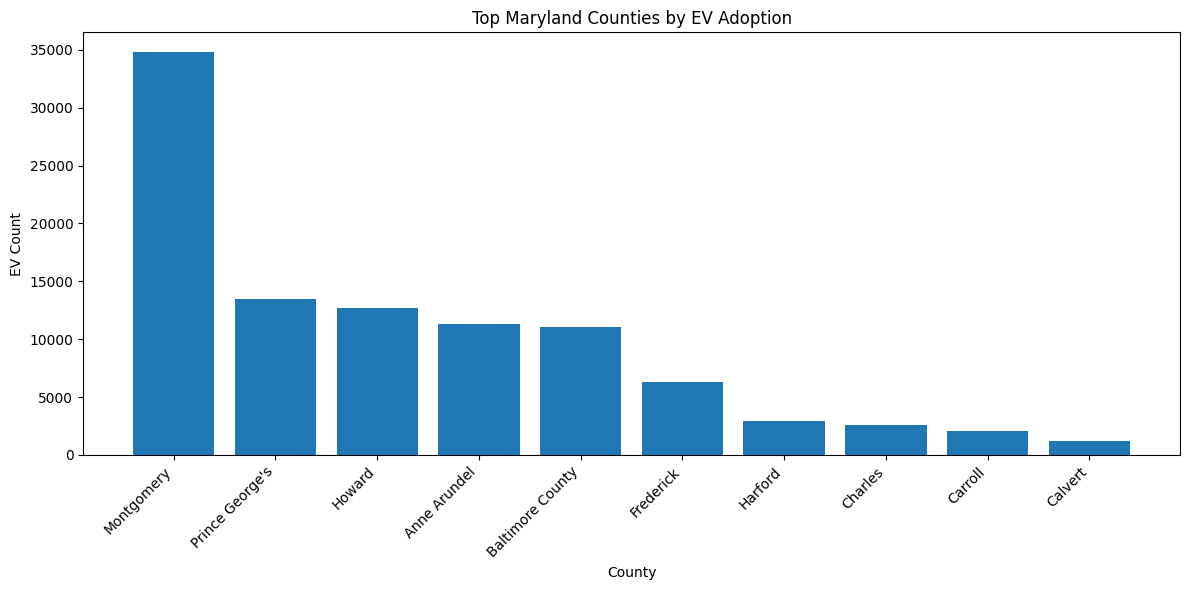 Top Maryland Counties by EV Adoption
EV Count
35000
30000
25000
20000
15000
10000
5000
0
Montgomery
Prince George's
Howard
Anne Arundel
Baltimore County
Frederick
Harford
Charles
Carroll
Calvert
County